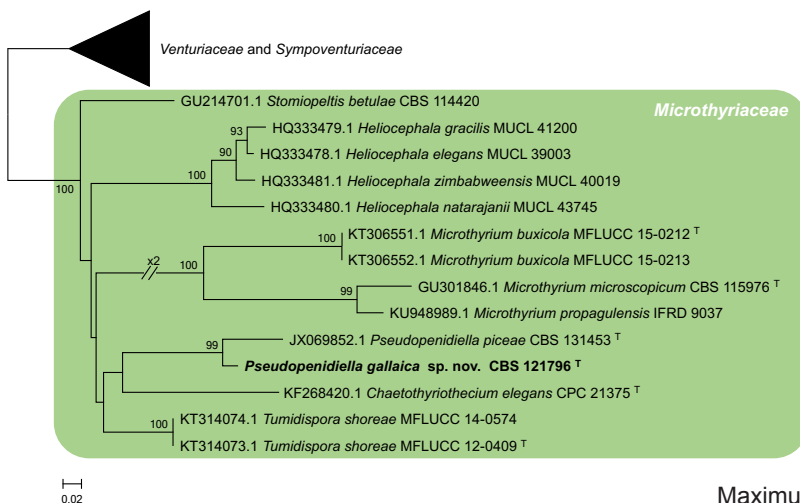 Venturiaceae and Sympoventuriaceae
GU214701.1 Stomiopeltis betulae CBS 114420
Microthyriaceae
93
HQ333479.1 Heliocephala gracilis MUCL 41200
90
HQ333478.1 Heliocephala elegans MUCL 39003
100
HQ333481.1 Heliocephala zimbabweensis MUCL 40019
100
HQ333480.1 Heliocephala natarajanii MUCL 43745
100
KT306551.1 Microthyrium buxicola MFLUCC 15-0212 T
x2
100
KT306552.1 Microthyrium buxicola MFLUCC 15-0213
99
GU301846.1 Microthyrium microscopicum CBS 115976 T
KU948989.1 Microthyrium propagulensis IFRD 9037
99
JX069852.1 Pseudopenidiella piceae CBS 131453 T
Pseudopenidiella gallaica sp. nov. CBS 121796 T
KF268420.1 Chaetothyriothecium elegans CPC 21375 T
100
KT314074.1 Tumidispora shoreae MFLUCC 14-0574
KT314073.1 Tumidispora shoreae MFLUCC 12-0409 T
0.02
Maximu